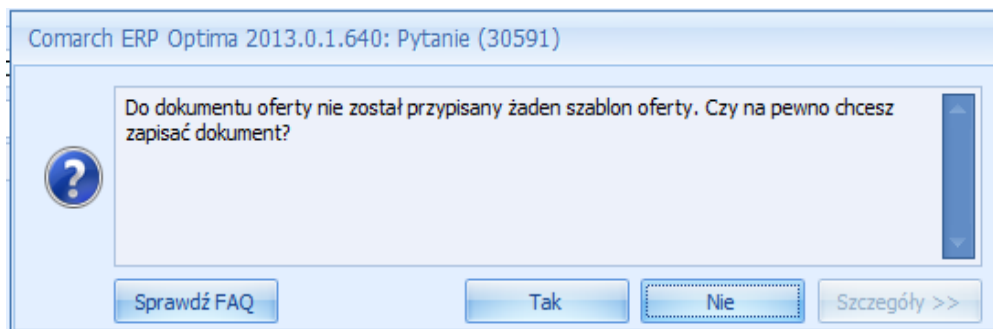 Comarch ERP Optima 2013.0.1.640: Pytanie (30591)
Do dokumentu oferty nie został przypisany żaden szablon oferty. Czy na pewno chcesz
zapisać dokument?
Sprawdź FAQ Tak Nie Szczegóły >>